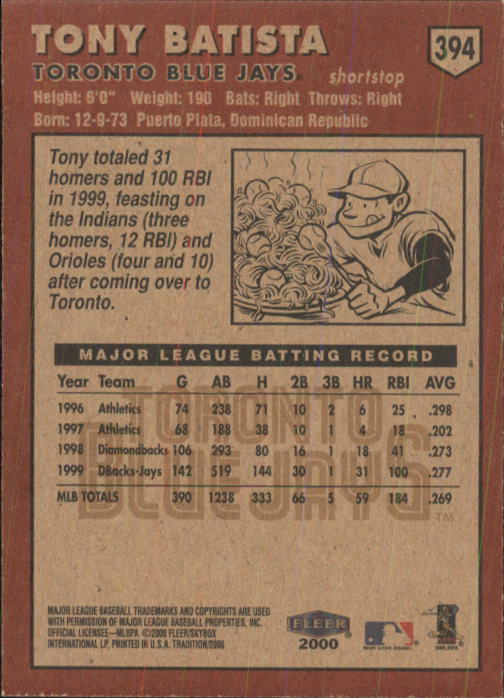 TONY BATISTA
394
TORONTO BLUE JAYS
shortstop
Height: 6'0" Weight: 190 Bats: Right Throws: Right
Born: 12-9-73 Puerto Plata, Dominican Republic
Tony totaled 31
homers and 100 RBI
in 1999, feasting on
the Indians (three
homers, 12 RBI) and
Orioles (four and 10)
after coming over to
Toronto.
MAJOR LEAGUE BATTING RECORD
Year Team G AB H 2B 3B HR RBI AVG
1996 Athletics 74 238 71 10 2 6 25 .298
1997 Athletics 68 188 38 10 1 4 18 .202
1998 Diamondbacks 106 293 80 16 1 18 41 .273
1999 DBacks-Jays 142 519 144 30 1 31 100 .277
MLB TOTALS 390 1238 333 66 5 59 184 .269
TORONTO
BLUE JAYS
TM
MAJOR LEAGUE BASEBALL TRADEMARKS AND COPYRIGHTS ARE USED
WITH PERMISSION OF MAJOR LEAGUE BASEBALL PROPERTIES, INC.
OFFICIAL LICENSEE—MLBPA ©2000 FLEER/SKYBOX
INTERNATIONAL LP, PRINTED IN U.S.A. TRADITION/2000
FLEER
2000
MAJOR LEAGUE BASEBALL